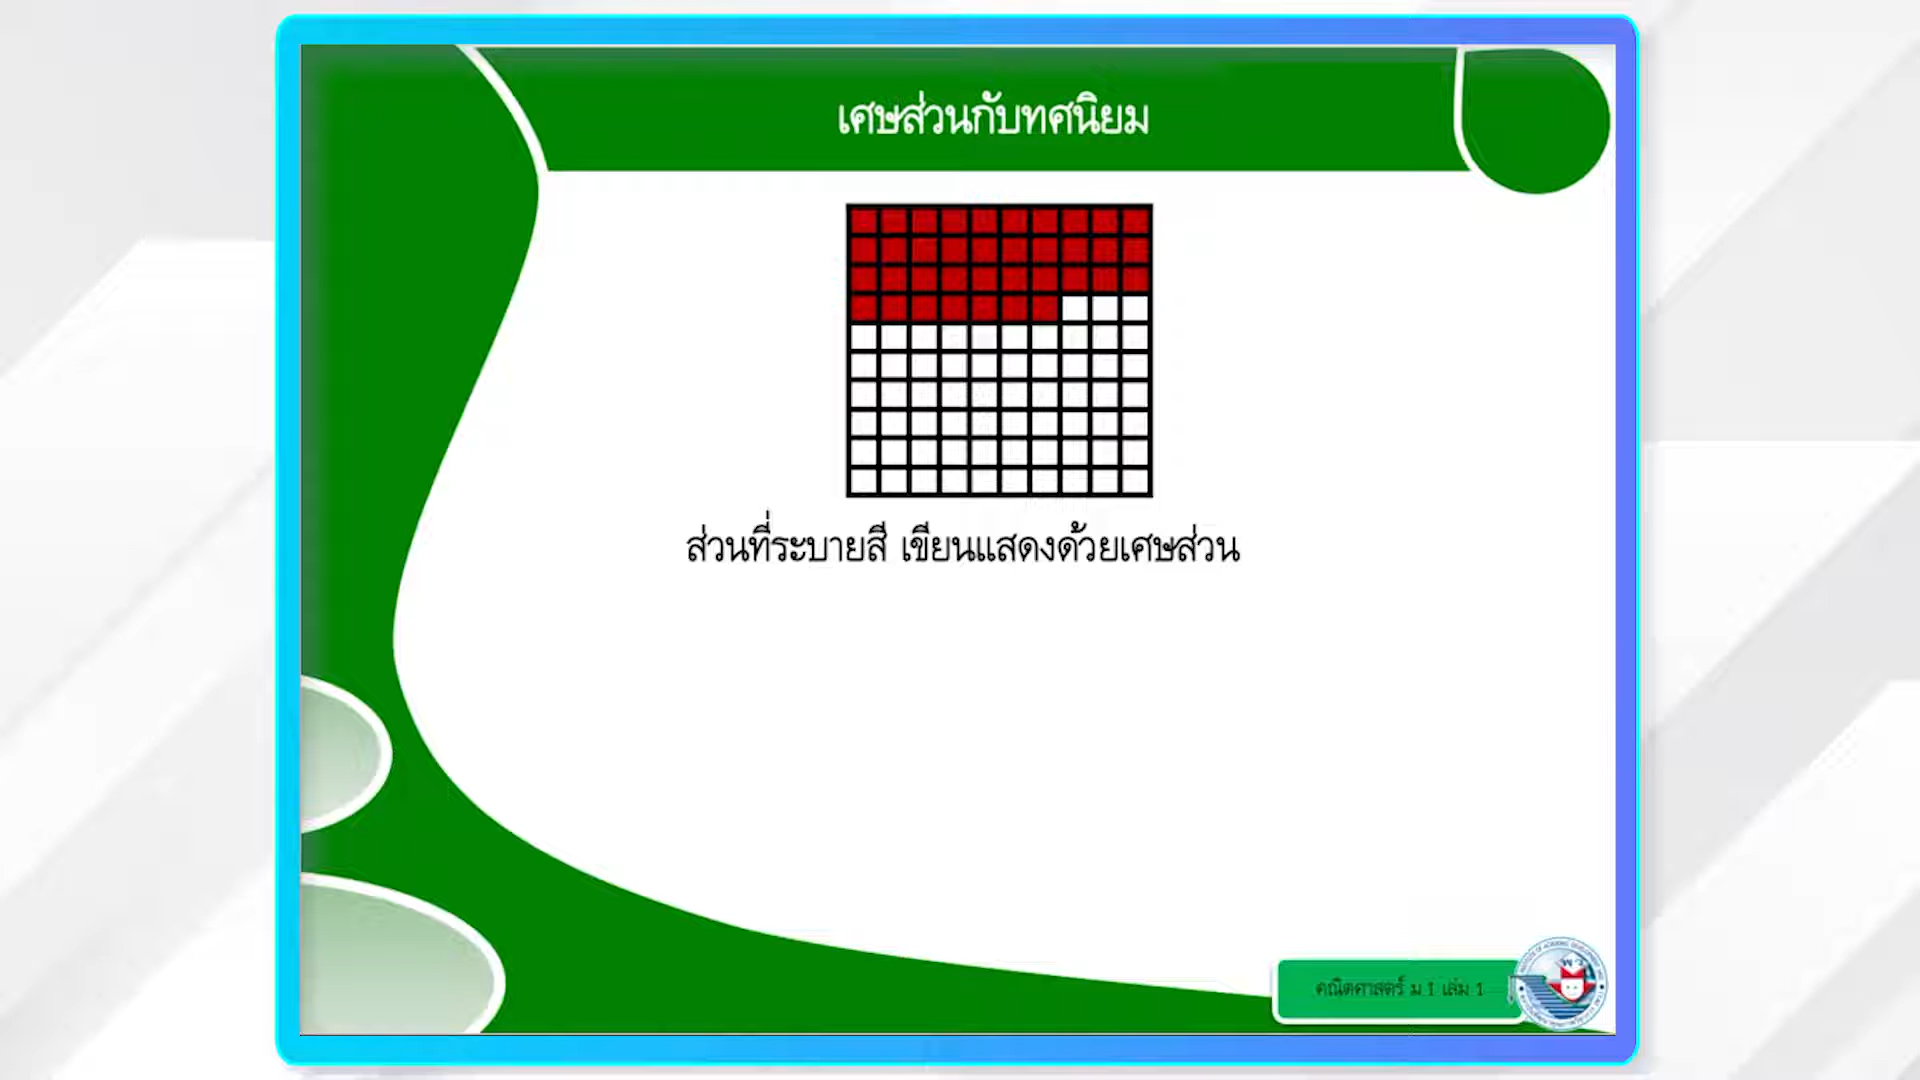 เศษส่วนกับทศนิยม
ส่วนที่ระบายสี เขียนแสดงด้วยเศษส่วน
คณิตศาสตร์ ม.1 เล่ม 1